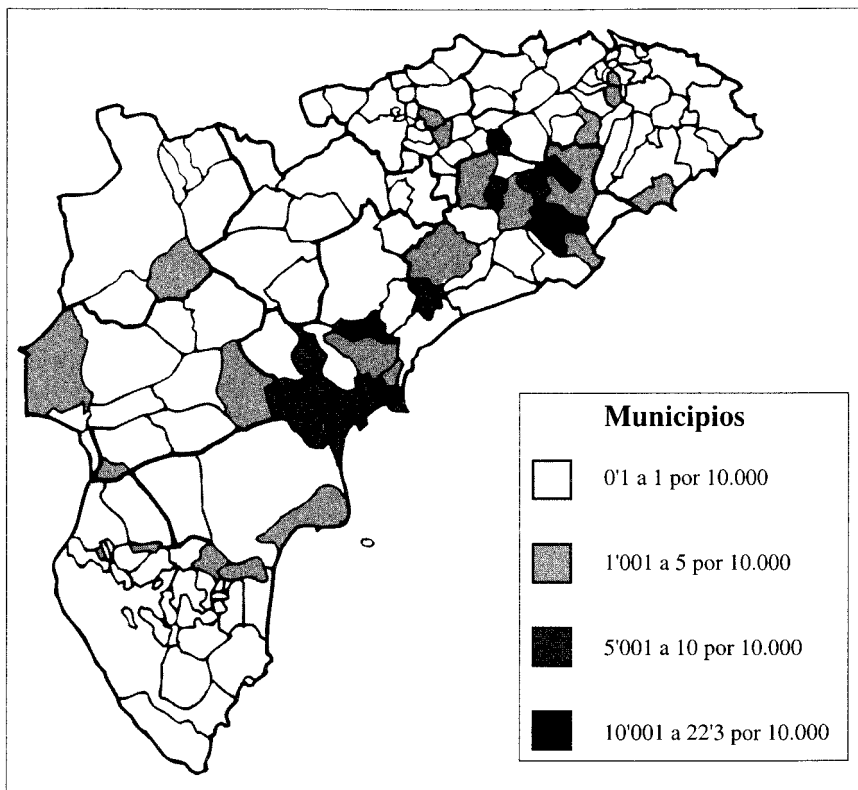 Municipios
0'1 a 1 por 10.000
1'001 a 5 por 10.000
5'001 a 10 por 10.000
10'001 a 22'3 por 10.000